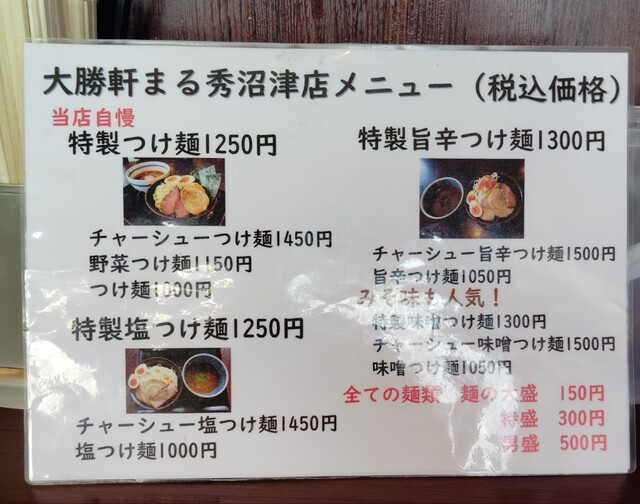 大勝軒まる秀沼津店メニュー（税込価格）
当店自慢
特製つけ麺1250円
チャーシューつけ麺1450円
野菜つけ麺1150円
つけ麺1000円
特製塩つけ麺1250円
チャーシュー塩つけ麺1450円
塩つけ麺1000円
特製旨辛つけ麺1300円
チャーシュー旨辛つけ麺1500円
旨辛つけ麺1050円
みそ味も人気！
特製味噌つけ麺1300円
チャーシュー味噌つけ麺1500円
味噌つけ麺1050円
全ての麺類 麺の大盛 150円
特盛 300円
男盛 500円